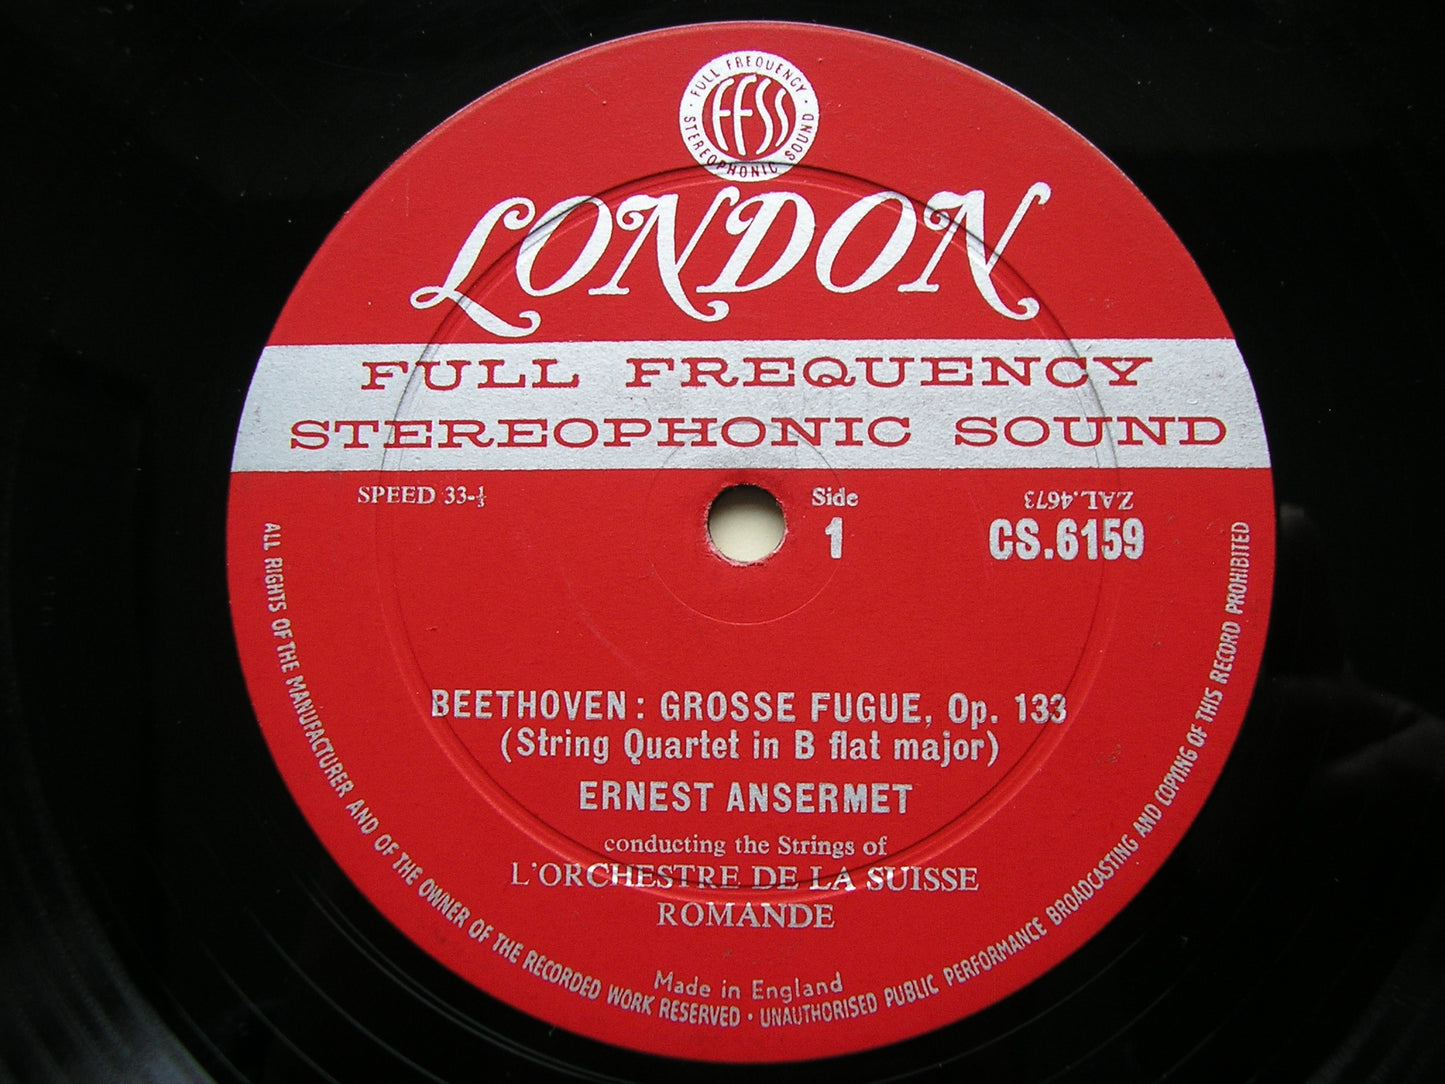 FULL FREQUENCY
STEREOPHONIC SOUND
FFSS
LONDON
FULL FREQUENCY
STEREOPHONIC SOUND
SPEED 33-⅓
Side
1
ZAL.4673
CS.6159
BEETHOVEN: GROSSE FUGUE, Op. 133
(String Quartet in B flat major)
ERNEST ANSERMET
conducting the Strings of
L'ORCHESTRE DE LA SUISSE
ROMANDE
Made in England
ALL RIGHTS OF THE MANUFACTURER AND OF THE OWNER OF THE RECORDED WORK RESERVED · UNAUTHORISED PUBLIC PERFORMANCE BROADCASTING AND COPYING OF THIS RECORD PROHIBITED